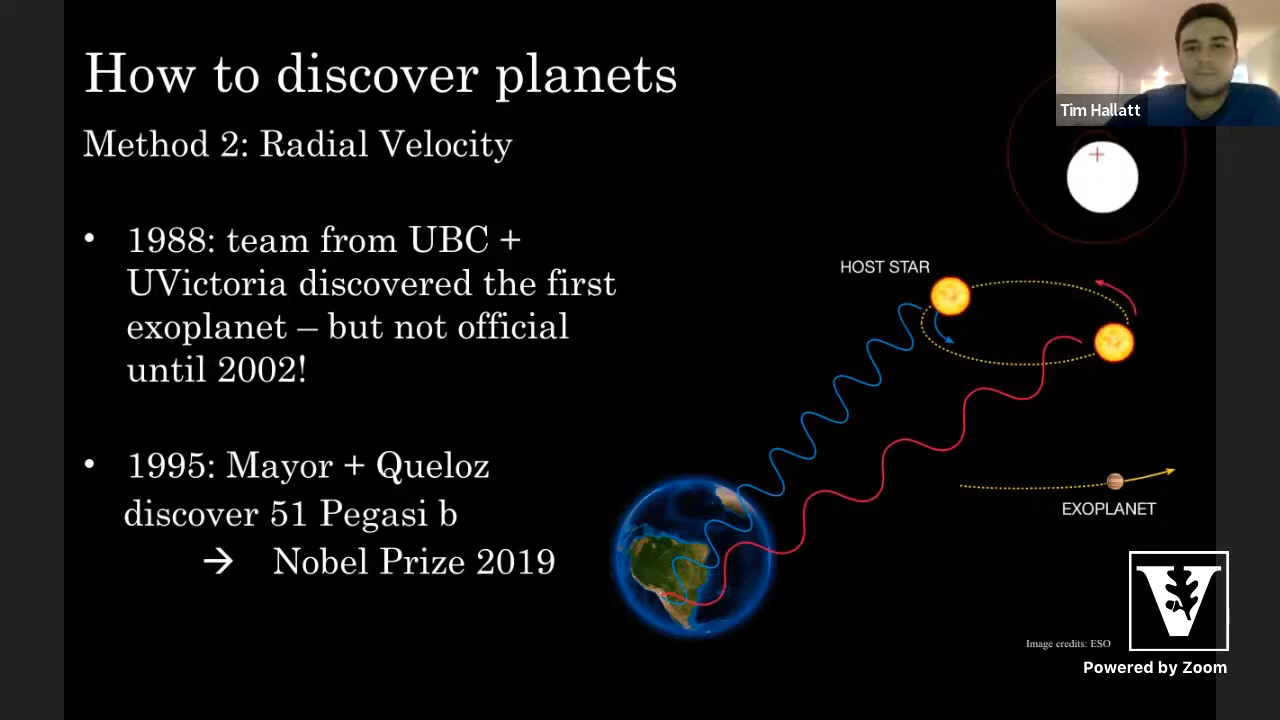 How to discover planets
Tim Hallatt
Method 2: Radial Velocity
• 1988: team from UBC +
UVictoria discovered the first
exoplanet – but not official
until 2002!
HOST STAR
• 1995: Mayor + Queloz
discover 51 Pegasi b
→ Nobel Prize 2019
EXOPLANET
V
Image credits: ESO
Powered by Zoom